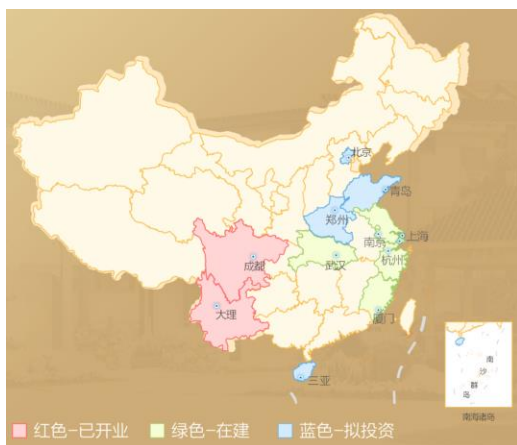 北京
青岛
郑州
南京
上海
成都
武汉
杭州
大理
厦门
三亚
南
沙
群
岛
南海诸岛
红色-已开业
绿色-在建
蓝色-拟投资